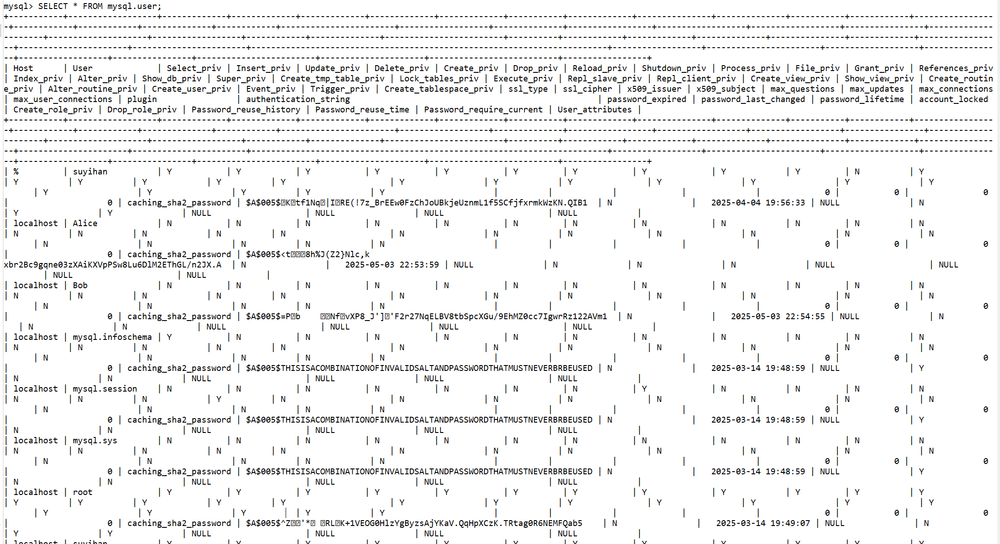 mysql> SELECT * FROM mysql.user;
+-----------+------------------+-------------+-------------+-------------+-------------+-------------+-----------+-------------+---------------+--------------+-----------+------------+----------------
-+------------+--------------+------------+-----------------------+------------------+--------------+-----------------+------------------+------------------+----------------+-------------
--------+--------------------+------------------+------------+--------------+------------------------+----------+------------+-------------+--------------+---------------+-------------+---------------
--+----------------------+-----------------------+------------------------------------------------------------------------+------------------+-----------------------+-------------------+--------------
--+------------------+----------------+------------------------+---------------------+--------------------------+----------------+
| Host      | User             | Select_priv | Insert_priv | Update_priv | Delete_priv | Create_priv | Drop_priv | Reload_priv | Shutdown_priv | Process_priv | File_priv | Grant_priv | References_priv
| Index_priv | Alter_priv | Show_db_priv | Super_priv | Create_tmp_table_priv | Lock_tables_priv | Execute_priv | Repl_slave_priv | Repl_client_priv | Create_view_priv | Show_view_priv | Create_routin
e_priv | Alter_routine_priv | Create_user_priv | Event_priv | Trigger_priv | Create_tablespace_priv | ssl_type | ssl_cipher | x509_issuer | x509_subject | max_questions | max_updates | max_connections
| max_user_connections | plugin                | authentication_string                                                  | password_expired | password_last_changed | password_lifetime | account_locked
| Create_role_priv | Drop_role_priv | Password_reuse_history | Password_reuse_time | Password_require_current | User_attributes |
+-----------+------------------+-------------+-------------+-------------+-------------+-------------+-----------+-------------+---------------+--------------+-----------+------------+----------------
-+------------+--------------+------------+-----------------------+------------------+--------------+-----------------+------------------+------------------+----------------+-------------
--------+--------------------+------------------+------------+--------------+------------------------+----------+------------+-------------+--------------+---------------+-------------+---------------
--+----------------------+-----------------------+------------------------------------------------------------------------+------------------+-----------------------+-------------------+--------------
--+------------------+----------------+------------------------+---------------------+--------------------------+----------------+
| %         | suyihan          | Y           | Y           | Y           | Y           | Y           | Y         | Y           | Y             | Y            | Y         | N          | Y
| Y          | Y          | Y            | Y          | Y                     | Y                | Y            | Y               | Y                | Y                | Y              | Y
      | Y                  | Y                | Y          | Y            | Y                      |          |            |             |              |             0 |           0 |               0
|                    0 | caching_sha2_password | $A$005$K tf1Nq |I RE(!7z_BrEEw0FzChJoUBkjeUznmL1f5SCfjfxrmkWzKN.QIB1  | N                |   2025-04-04 19:56:33 | NULL              | N
| Y                | Y              | NULL                   | NULL                | NULL                     | NULL            |
| localhost | Alice            | N           | N           | N           | N           | N           | N         | N           | N             | N            | N         | N          | N
| N          | N          | N            | N          | N                     | N                | N            | N               | N                | N                | N              | N
      | N                  | N                | N          | N            | N                      |          |            |             |              |             0 |           0 |               0
|                    0 | caching_sha2_password | $A$005$<t 8h%J(Z2}Nlc,k
xbr2Bc9gqne03zXAiKXVpPSw8Lu6DlM2EThGL/n2JX.A  | N                |   2025-05-03 22:53:59 | NULL              | N                | N                | N              | NULL                   | NULL
        | NULL                     | NULL            |
| localhost | Bob              | N           | N           | N           | N           | N           | N         | N           | N             | N            | N         | N          | N
| N          | N          | N            | N          | N                     | N                | N            | N               | N                | N                | N              | N
      | N                  | N                | N          | N            | N                      |          |            |             |              |             0 |           0 |               0
|                    0 | caching_sha2_password | $A$005$=P b    Nf vXP8_J'] 'F2r27NqELBV8tbSpcXGu/9EhMZ0cc7IgwrRz122AVm1  | N                |   2025-05-03 22:54:55 | NULL              | N
   | N                | N              | NULL                   | NULL                | NULL                     | NULL            |
| localhost | mysql.infoschema | Y           | N           | N           | N           | N           | N         | N           | N             | N            | N         | N          | N
| N          | N          | N            | N          | N                     | N                | N            | N               | N                | N                | N              | N
      | N                  | N                | N          | N            | N                      |          |            |             |              |             0 |           0 |               0
|                    0 | caching_sha2_password | $A$005$THISISACOMBINATIONOFINVALIDSALTANDPASSWORDTHATMUSTNEVERBRBEUSED | N                |   2025-03-14 19:48:59 | NULL              | Y
| N                | N              | NULL                   | NULL                | NULL                     | NULL            |
| localhost | mysql.session    | N           | N           | N           | N           | N           | N         | N           | Y             | N            | N         | N          | N
| N          | N          | N            | Y          | N                     | N                | N            | N               | N                | N                | N              | N
      | N                  | N                | N          | N            | N                      |          |            |             |              |             0 |           0 |               0
|                    0 | caching_sha2_password | $A$005$THISISACOMBINATIONOFINVALIDSALTANDPASSWORDTHATMUSTNEVERBRBEUSED | N                |   2025-03-14 19:48:59 | NULL              | Y
| N                | N              | NULL                   | NULL                | NULL                     | NULL            |
| localhost | mysql.sys        | N           | N           | N           | N           | N           | N         | N           | N             | N            | N         | N          | N
| N          | N          | N            | N          | N                     | N                | N            | N               | N                | N                | N              | N
      | N                  | N                | N          | N            | N                      |          |            |             |              |             0 |           0 |               0
|                    0 | caching_sha2_password | $A$005$THISISACOMBINATIONOFINVALIDSALTANDPASSWORDTHATMUSTNEVERBRBEUSED | N                |   2025-03-14 19:48:59 | NULL              | Y
| N                | N              | NULL                   | NULL                | NULL                     | NULL            |
| localhost | root             | Y           | Y           | Y           | Y           | Y           | Y         | Y           | Y             | Y            | Y         | Y          | Y
| Y          | Y          | Y            | Y          | Y                     | Y                | Y            | Y               | Y                | Y                | Y              | Y
      | Y                  | Y                | Y          | Y            | Y                      |          |            |             |              |             0 |           0 |               0
|                    0 | caching_sha2_password | $A$005$^Z '* RL K+1VEOG0HlzYgByzsAjYKaV.QqHpXCzK.TRtag0R6NEMFQab5    | N                |   2025-03-14 19:49:07 | NULL              | N
| Y                | Y              | NULL                   | NULL                | NULL                     | NULL            |
| localhost | suyihan          | Y           | Y           | Y           | Y           | Y           | Y         | Y           | Y             | Y            | Y         | Y          | Y